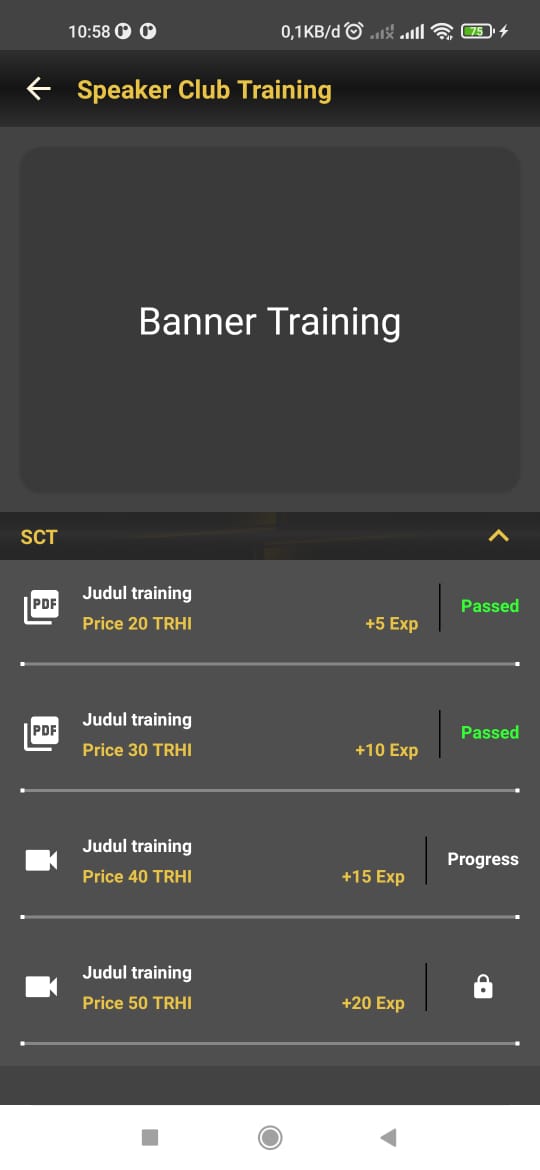 10:58
0,1KB/d
75
Speaker Club Training
Banner Training
SCT
PDF
Judul training
Price 20 TRHI
+5 Exp
Passed
PDF
Judul training
Price 30 TRHI
+10 Exp
Passed
Judul training
Price 40 TRHI
+15 Exp
Progress
Judul training
Price 50 TRHI
+20 Exp